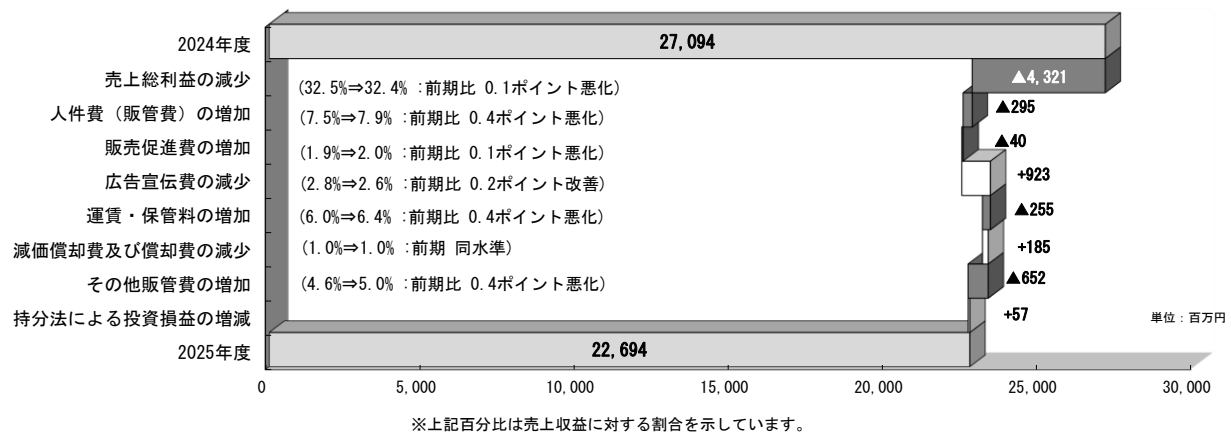 2024年度
27,094
売上総利益の減少
(32.5%⇒32.4% :前期比 0.1ポイント悪化)
▲4,321
人件費（販管費）の増加
(7.5%⇒7.9% :前期比 0.4ポイント悪化)
▲295
販売促進費の増加
(1.9%⇒2.0% :前期比 0.1ポイント悪化)
▲40
広告宣伝費の減少
(2.8%⇒2.6% :前期比 0.2ポイント改善)
+923
運賃・保管料の増加
(6.0%⇒6.4% :前期比 0.4ポイント悪化)
▲255
減価償却費及び償却費の減少
(1.0%⇒1.0% :前期 同水準)
+185
その他販管費の増加
(4.6%⇒5.0% :前期比 0.4ポイント悪化)
▲652
持分法による投資損益の増減
+57
単位：百万円
2025年度
22,694
0 5,000 10,000 15,000 20,000 25,000 30,000
※上記百分比は売上収益に対する割合を示しています。